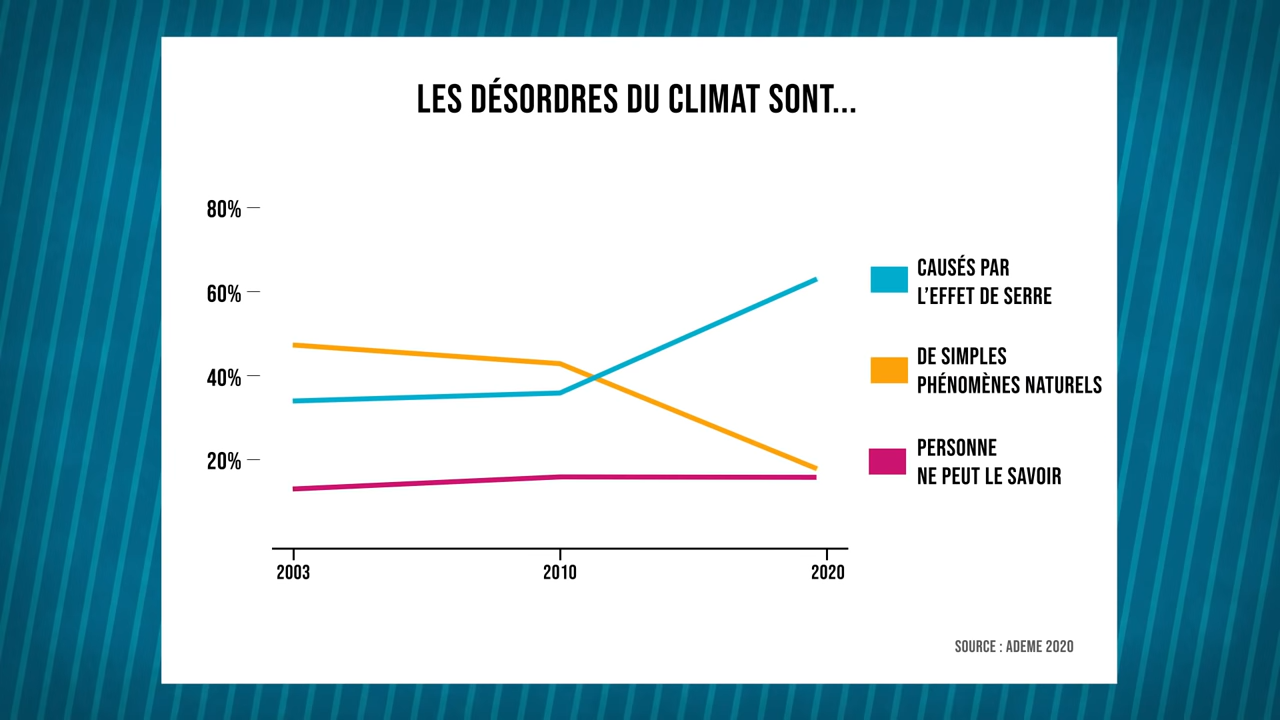 LES DÉSORDRES DU CLIMAT SONT...
80%
60%
40%
20%
2003
2010
2020
CAUSÉS PAR
L'EFFET DE SERRE
DE SIMPLES
PHÉNOMÈNES NATURELS
PERSONNE
NE PEUT LE SAVOIR
SOURCE : ADEME 2020